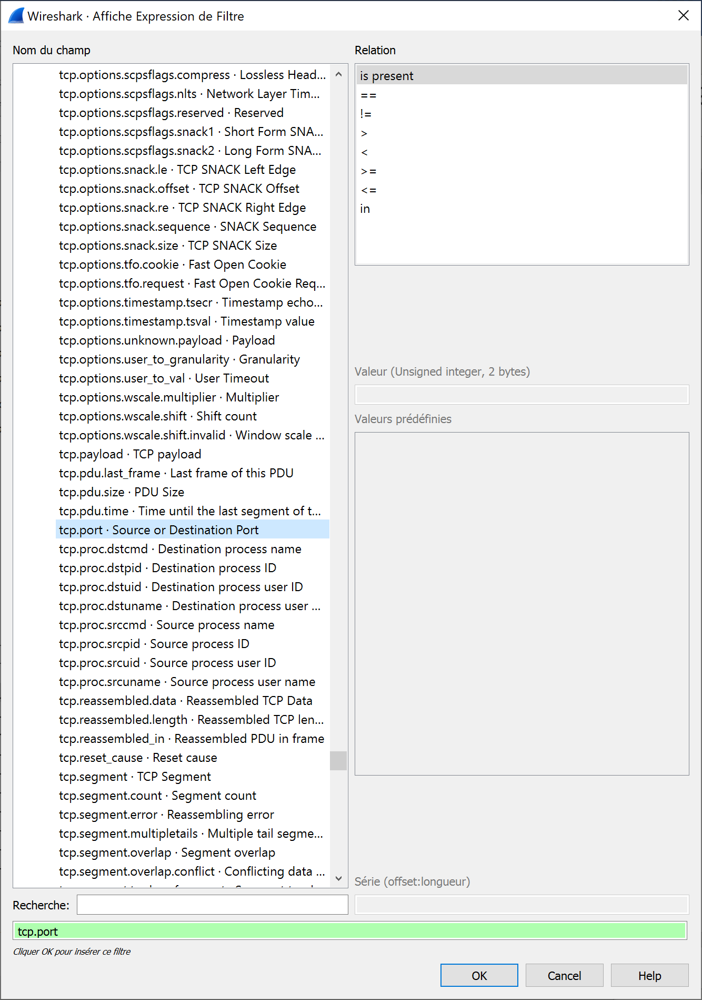 Wireshark · Affiche Expression de Filtre
Nom du champ
tcp.options.scpsflags.compress · Lossless Head...
tcp.options.scpsflags.nlts · Network Layer Tim...
tcp.options.scpsflags.reserved · Reserved
tcp.options.scpsflags.snack1 · Short Form SNA...
tcp.options.scpsflags.snack2 · Long Form SNA...
tcp.options.snack.le · TCP SNACK Left Edge
tcp.options.snack.offset · TCP SNACK Offset
tcp.options.snack.re · TCP SNACK Right Edge
tcp.options.snack.sequence · SNACK Sequence
tcp.options.snack.size · TCP SNACK Size
tcp.options.tfo.cookie · Fast Open Cookie
tcp.options.tfo.request · Fast Open Cookie Req...
tcp.options.timestamp.tsecr · Timestamp echo...
tcp.options.timestamp.tsval · Timestamp value
tcp.options.unknown.payload · Payload
tcp.options.user_to_granularity · Granularity
tcp.options.user_to_val · User Timeout
tcp.options.wscale.multiplier · Multiplier
tcp.options.wscale.shift · Shift count
tcp.options.wscale.shift.invalid · Window scale ...
tcp.payload · TCP payload
tcp.pdu.last_frame · Last frame of this PDU
tcp.pdu.size · PDU Size
tcp.pdu.time · Time until the last segment of t...
tcp.port · Source or Destination Port
tcp.proc.dstcmd · Destination process name
tcp.proc.dstpid · Destination process ID
tcp.proc.dstuid · Destination process user ID
tcp.proc.dstuname · Destination process user ...
tcp.proc.srccmd · Source process name
tcp.proc.srcpid · Source process ID
tcp.proc.srcuid · Source process user ID
tcp.proc.srcuname · Source process user name
tcp.reassembled.data · Reassembled TCP Data
tcp.reassembled.length · Reassembled TCP len...
tcp.reassembled_in · Reassembled PDU in frame
tcp.reset_cause · Reset cause
tcp.segment · TCP Segment
tcp.segment.count · Segment count
tcp.segment.error · Reassembling error
tcp.segment.multipletails · Multiple tail segme...
tcp.segment.overlap · Segment overlap
tcp.segment.overlap.conflict · Conflicting data ...
Recherche:
Relation
is present
==
!=
>
<
>=
<=
in
Valeur (Unsigned integer, 2 bytes)
Valeurs prédéfinies
Série (offset:longueur)
tcp.port
Cliquer OK pour insérer ce filtre
OK
Cancel
Help